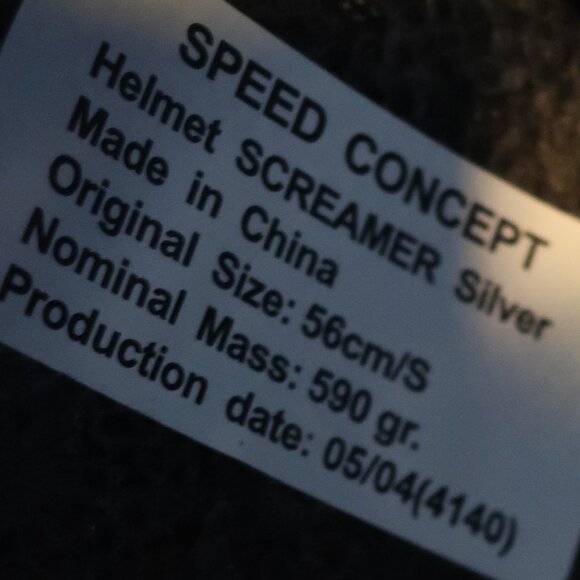 SPEED CONCEPT
Helmet SCREAMER Silver
Made in China
Original Size: 56cm/S
Nominal Mass: 590 gr.
Production date: 05/04(4140)